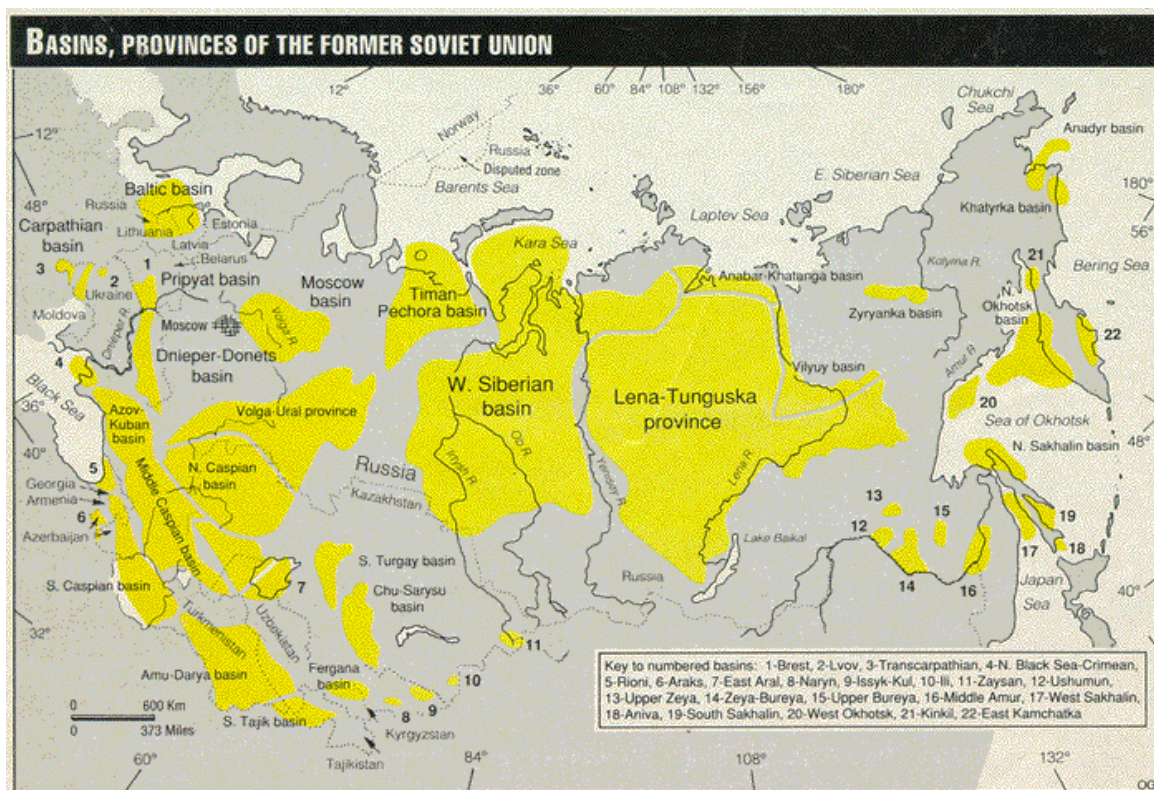 BASINS, PROVINCES OF THE FORMER SOVIET UNION
12°
36°
60°
84°
108°
132°
156°
180°
Chukchi
Sea
Anadyr basin
12°
Norway
Russia
Disputed zone
Barents Sea
E. Siberian Sea
Laptev Sea
180°
48°
Baltic basin
Russia
Lithuania
Estonia
Latvia
Belarus
Kara Sea
Khatyrka basin
56°
Carpathian
basin
3
2
1
Pripyat basin
Ukraine
Moldova
Dnieper R.
Moscow
basin
Moscow
Volga R.
Timan-
Pechora basin
Anabar-Khatanga basin
Kolyma R.
21
Bering Sea
Zyryanka basin
N.
Okhotsk
basin
22
Dnieper-Donets
basin
4
Black Sea
W. Siberian
basin
Vilyuy basin
Amur R.
36°
Azov-
Kuban
basin
Volga-Ural province
Lena-Tunguska
province
20
Sea of Okhotsk
48°
40°
N. Sakhalin basin
5
Middle Caspian basin
N. Caspian
basin
Russia
Kazakhstan
Irtysh R.
Ob R.
Yenisey R.
Lena R.
Georgia
Armenia
6
Azerbaijan
13
12
15
19
17
18
Lake Baikal
S. Caspian basin
7
S. Turgay basin
Chu-Sarysu
basin
Russia
14
16
Japan
Sea
40°
32°
Turkmenistan
Uzbekistan
11
Amu-Darya basin
Fergana
basin
10
8
9
S. Tajik basin
Kyrgyzstan
Tajikistan
0 600 Km
0 373 Miles
Key to numbered basins: 1-Brest, 2-Lvov, 3-Transcarpathian, 4-N. Black Sea-Crimean,
5-Rioni, 6-Araks, 7-East Aral, 8-Naryn, 9-Issyk-Kul, 10-Ili, 11-Zaysan, 12-Ushumun,
13-Upper Zeya, 14-Zeya-Bureya, 15-Upper Bureya, 16-Middle Amur, 17-West Sakhalin,
18-Aniva, 19-South Sakhalin, 20-West Okhotsk, 21-Kinkil, 22-East Kamchatka
60°
84°
108°
132°
OG